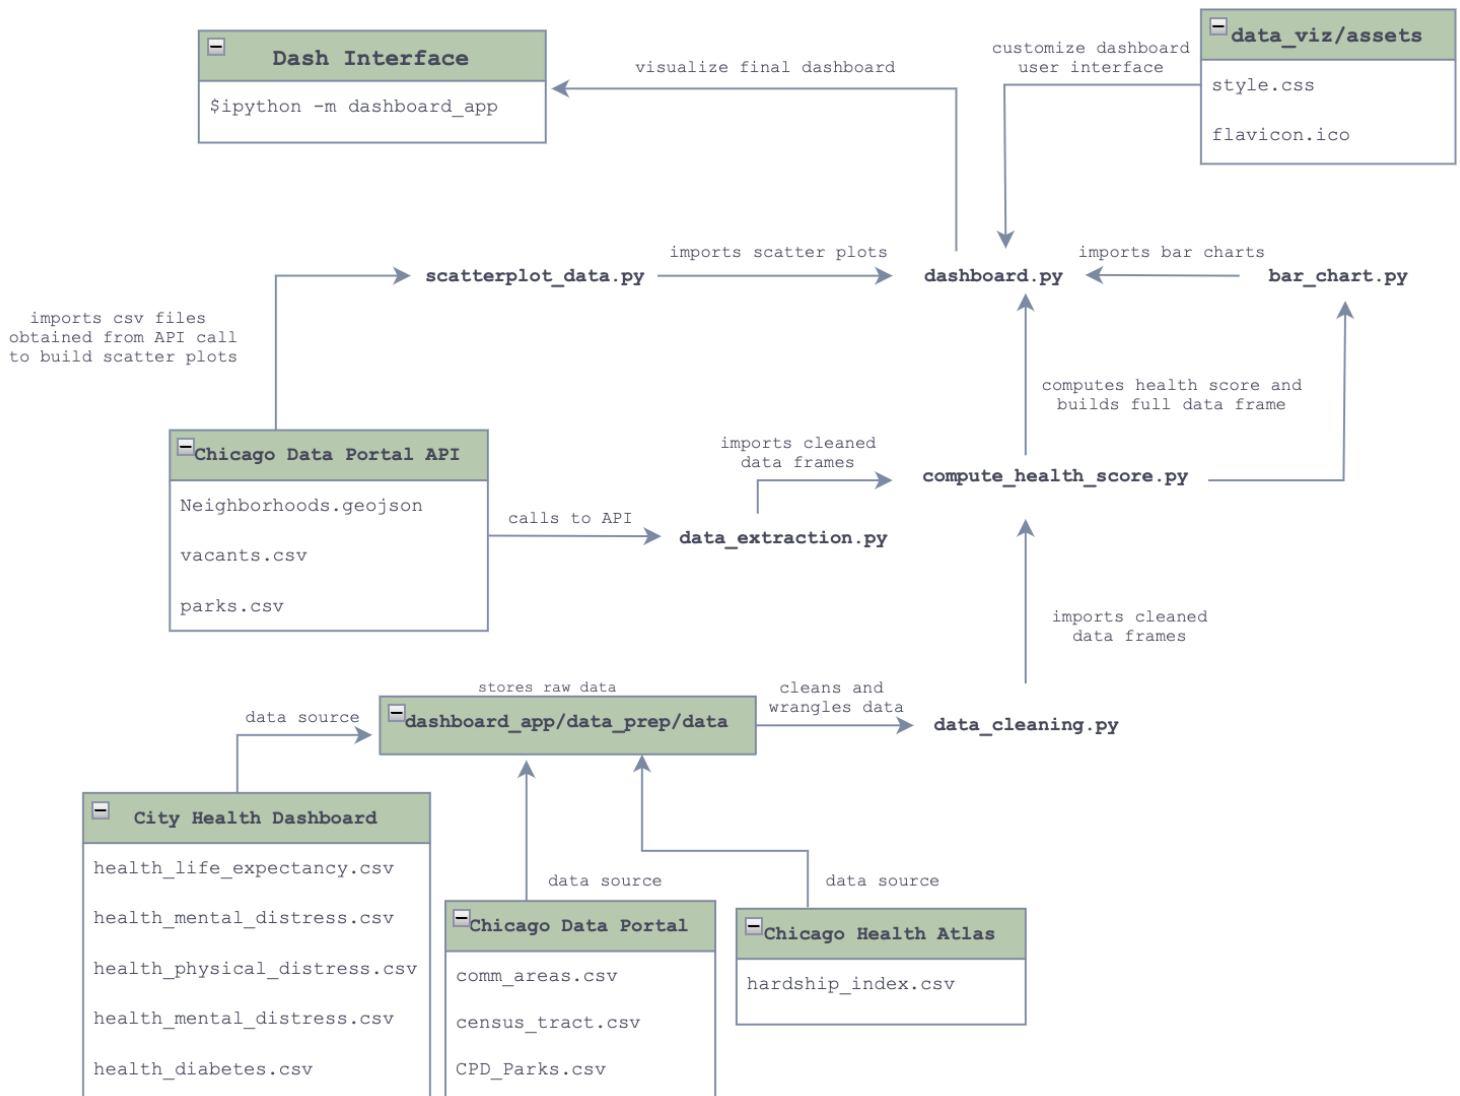 Dash Interface
$ipython -m dashboard_app
visualize final dashboard
customize dashboard
user interface
data_viz/assets
style.css
flavicon.ico
imports csv files
obtained from API call
to build scatter plots
scatterplot_data.py
imports scatter plots
dashboard.py
imports bar charts
bar_chart.py
computes health score and
builds full data frame
Chicago Data Portal API
Neighborhoods.geojson
vacants.csv
parks.csv
calls to API
data_extraction.py
imports cleaned
data frames
compute_health_score.py
imports cleaned
data frames
stores raw data
dashboard_app/data_prep/data
cleans and
wrangles data
data_cleaning.py
data source
City Health Dashboard
health_life_expectancy.csv
health_mental_distress.csv
health_physical_distress.csv
health_mental_distress.csv
health_diabetes.csv
data source
Chicago Data Portal
comm_areas.csv
census_tract.csv
CPD_Parks.csv
data source
Chicago Health Atlas
hardship_index.csv